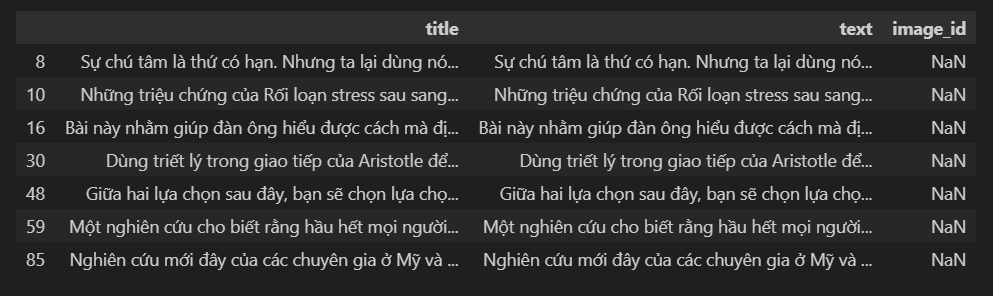 title text image_id
8 Sự chú tâm là thứ có hạn. Nhưng ta lại dùng nó... Sự chú tâm là thứ có hạn. Nhưng ta lại dùng nó... NaN
10 Những triệu chứng của Rối loạn stress sau sang... Những triệu chứng của Rối loạn stress sau sang... NaN
16 Bài này nhằm giúp đàn ông hiểu được cách mà đị... Bài này nhằm giúp đàn ông hiểu được cách mà đị... NaN
30 Dùng triết lý trong giao tiếp của Aristotle để... Dùng triết lý trong giao tiếp của Aristotle để... NaN
48 Giữa hai lựa chọn sau đây, bạn sẽ chọn lựa chọ... Giữa hai lựa chọn sau đây, bạn sẽ chọn lựa chọ... NaN
59 Một nghiên cứu cho biết rằng hầu hết mọi người... Một nghiên cứu cho biết rằng hầu hết mọi người... NaN
85 Nghiên cứu mới đây của các chuyên gia ở Mỹ và ... Nghiên cứu mới đây của các chuyên gia ở Mỹ và ... NaN